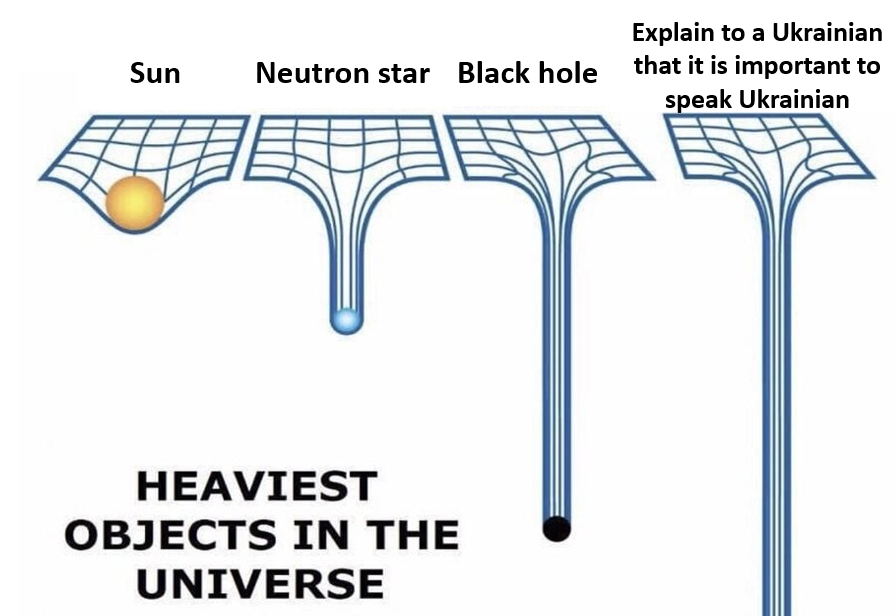 Sun
Neutron star
Black hole
Explain to a Ukrainian
that it is important to
speak Ukrainian
HEAVIEST
OBJECTS IN THE
UNIVERSE